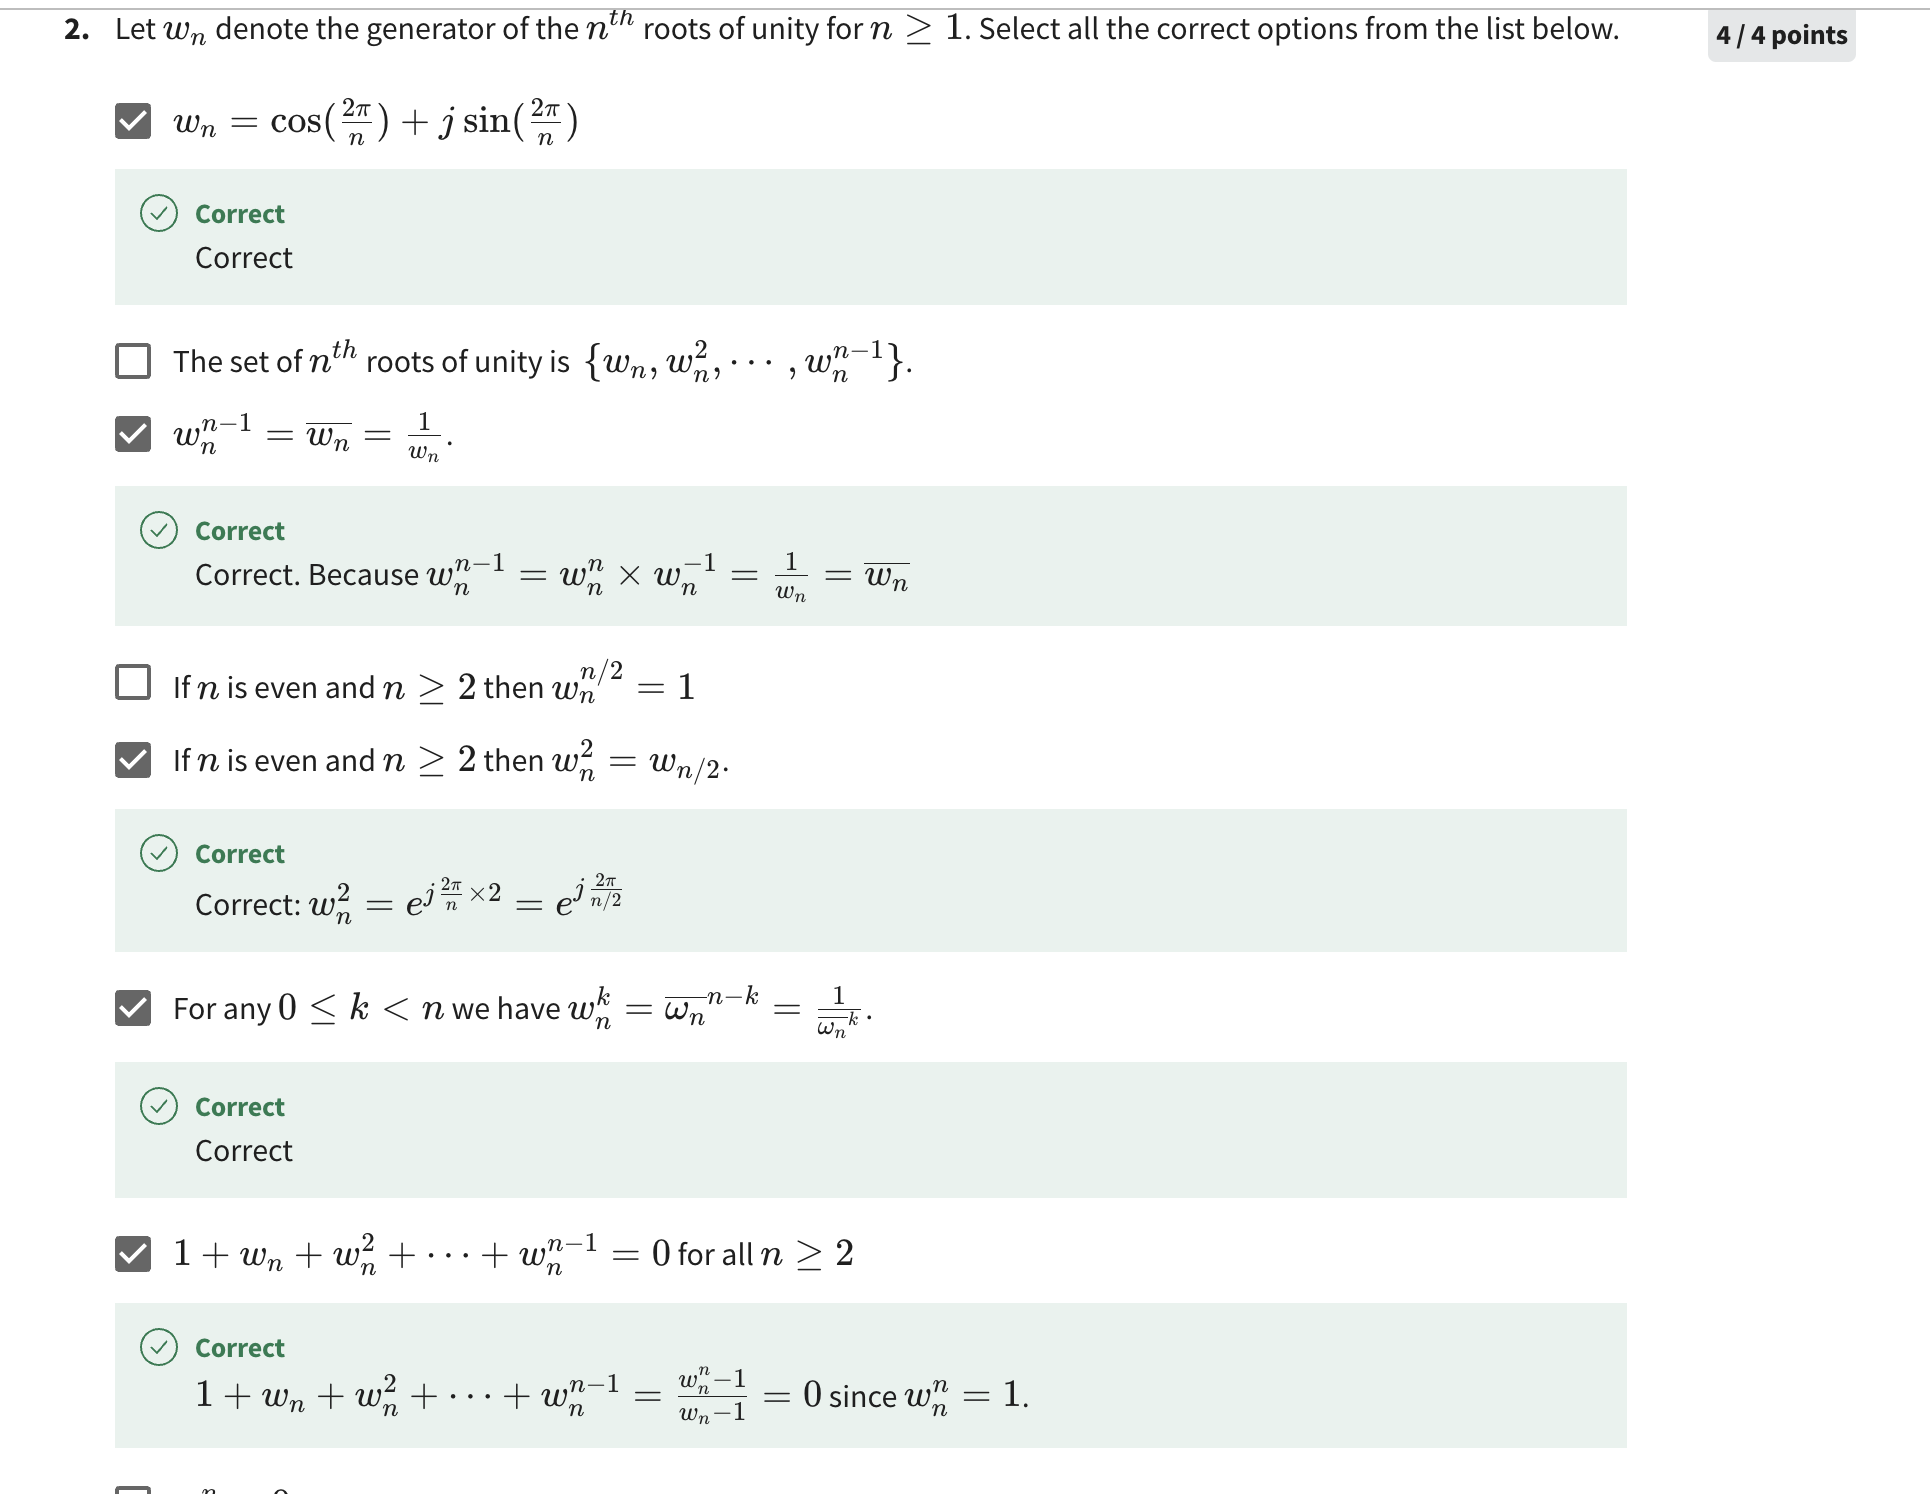 2. Let $w_n$ denote the generator of the $n^{th}$ roots of unity for $n \geq 1$. Select all the correct options from the list below.
4 / 4 points
$w_n = \cos(\frac{2\pi}{n}) + j \sin(\frac{2\pi}{n})$
Correct
Correct
The set of $n^{th}$ roots of unity is $\{w_n, w_n^2, \cdots, w_n^{n-1}\}$.
$w_n^{n-1} = \overline{w_n} = \frac{1}{w_n}$.
Correct
Correct. Because $w_n^{n-1} = w_n^n \times w_n^{-1} = \frac{1}{w_n} = \overline{w_n}$
If $n$ is even and $n \geq 2$ then $w_n^{n/2} = 1$
If $n$ is even and $n \geq 2$ then $w_n^2 = w_{n/2}$.
Correct
Correct: $w_n^2 = e^{j\frac{2\pi}{n} \times 2} = e^{j\frac{2\pi}{n/2}}$
For any $0 \leq k < n$ we have $w_n^k = \overline{\omega_n}^{n-k} = \frac{1}{\overline{\omega_n}^k}$.
Correct
Correct
$1 + w_n + w_n^2 + \cdots + w_n^{n-1} = 0$ for all $n \geq 2$
Correct
$1 + w_n + w_n^2 + \cdots + w_n^{n-1} = \frac{w_n^n - 1}{w_n - 1} = 0$ since $w_n^n = 1$.